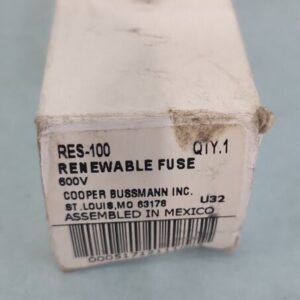 RES-100 QTY.1
RENEWABLE FUSE
600V
COOPER BUSSMANN INC.
ST.LOUIS,MO 63178 U32
ASSEMBLED IN MEXICO